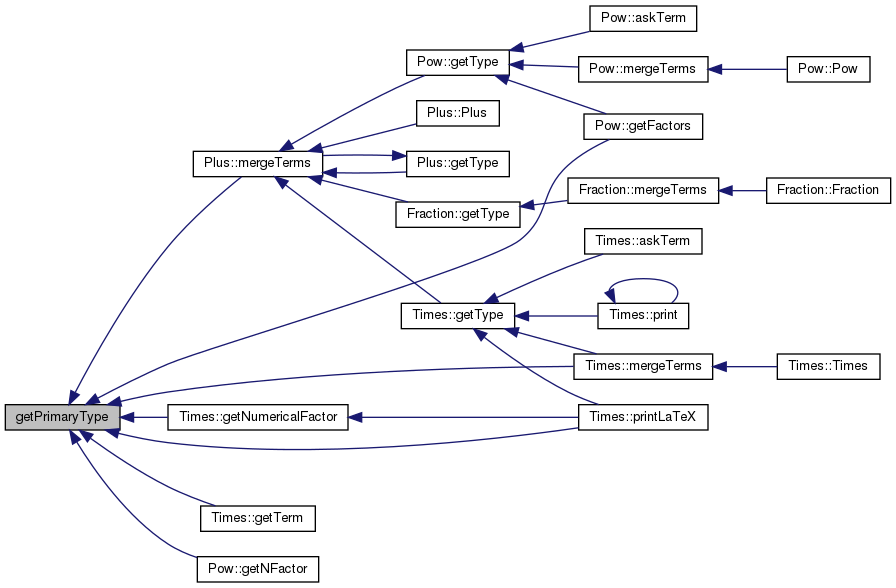 Pow::askTerm
Pow::getType
Pow::mergeTerms
Pow::Pow
Plus::Plus
Pow::getFactors
Plus::mergeTerms
Plus::getType
Fraction::mergeTerms
Fraction::Fraction
Fraction::getType
Times::askTerm
Times::getType
Times::print
Times::mergeTerms
Times::Times
getPrimaryType
Times::getNumericalFactor
Times::printLaTeX
Times::getTerm
Pow::getNFactor